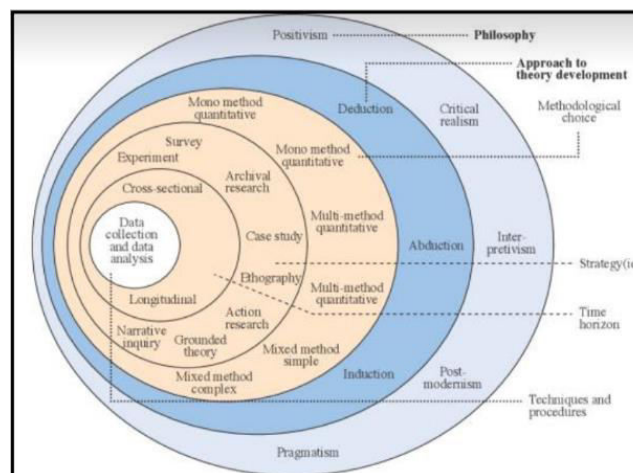 Positivism
Philosophy
Approach to
theory development
Mono method
quantitative
Deduction
Critical
realism
Methodological
choice
Survey
Experiment
Mono method
quantitative
Cross-sectional
Archival
research
Data
collection
and data
analysis
Case study
Multi-method
quantitative
Abduction
Inter-
pretivism
Strategy(ie
Ethography
Longitudinal
Multi-method
quantitative
Time
horizon
Action
research
Narrative
inquiry
Grounded
theory
Mixed method
simple
Mixed method
complex
Induction
Post-
modernism
Techniques and
procedures
Pragmatism